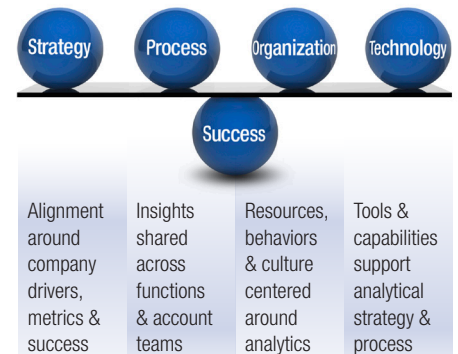 Strategy
Process
Organization
Technology
Success
Alignment
around
company
drivers,
metrics &
success
Insights
shared
across
functions
& account
teams
Resources,
behaviors
& culture
centered
around
analytics
Tools &
capabilities
support
analytical
strategy &
process